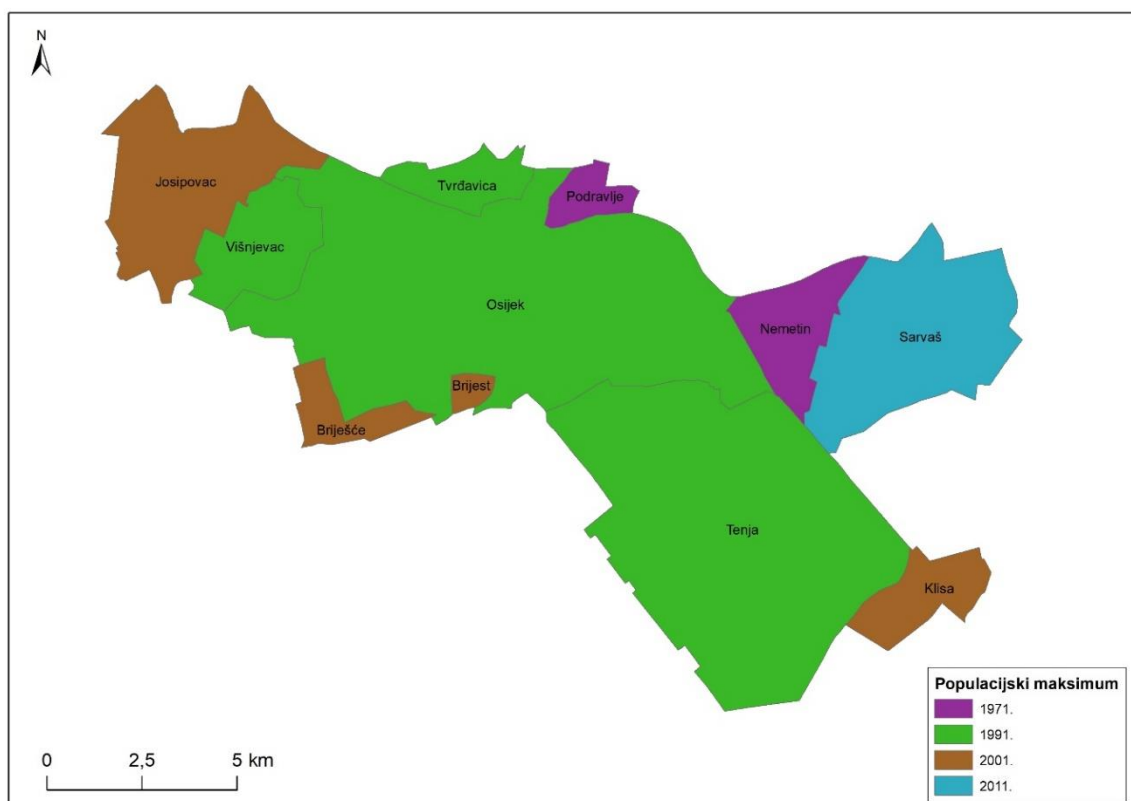 N
Josipovac
Tvrđavica
Podravlje
Višnjevac
Osijek
Nemetin
Sarvaš
Brijest
Briješće
Tenja
Klisa
Populacijski maksimum
1971.
1991.
2001.
2011.
0 2,5 5 km